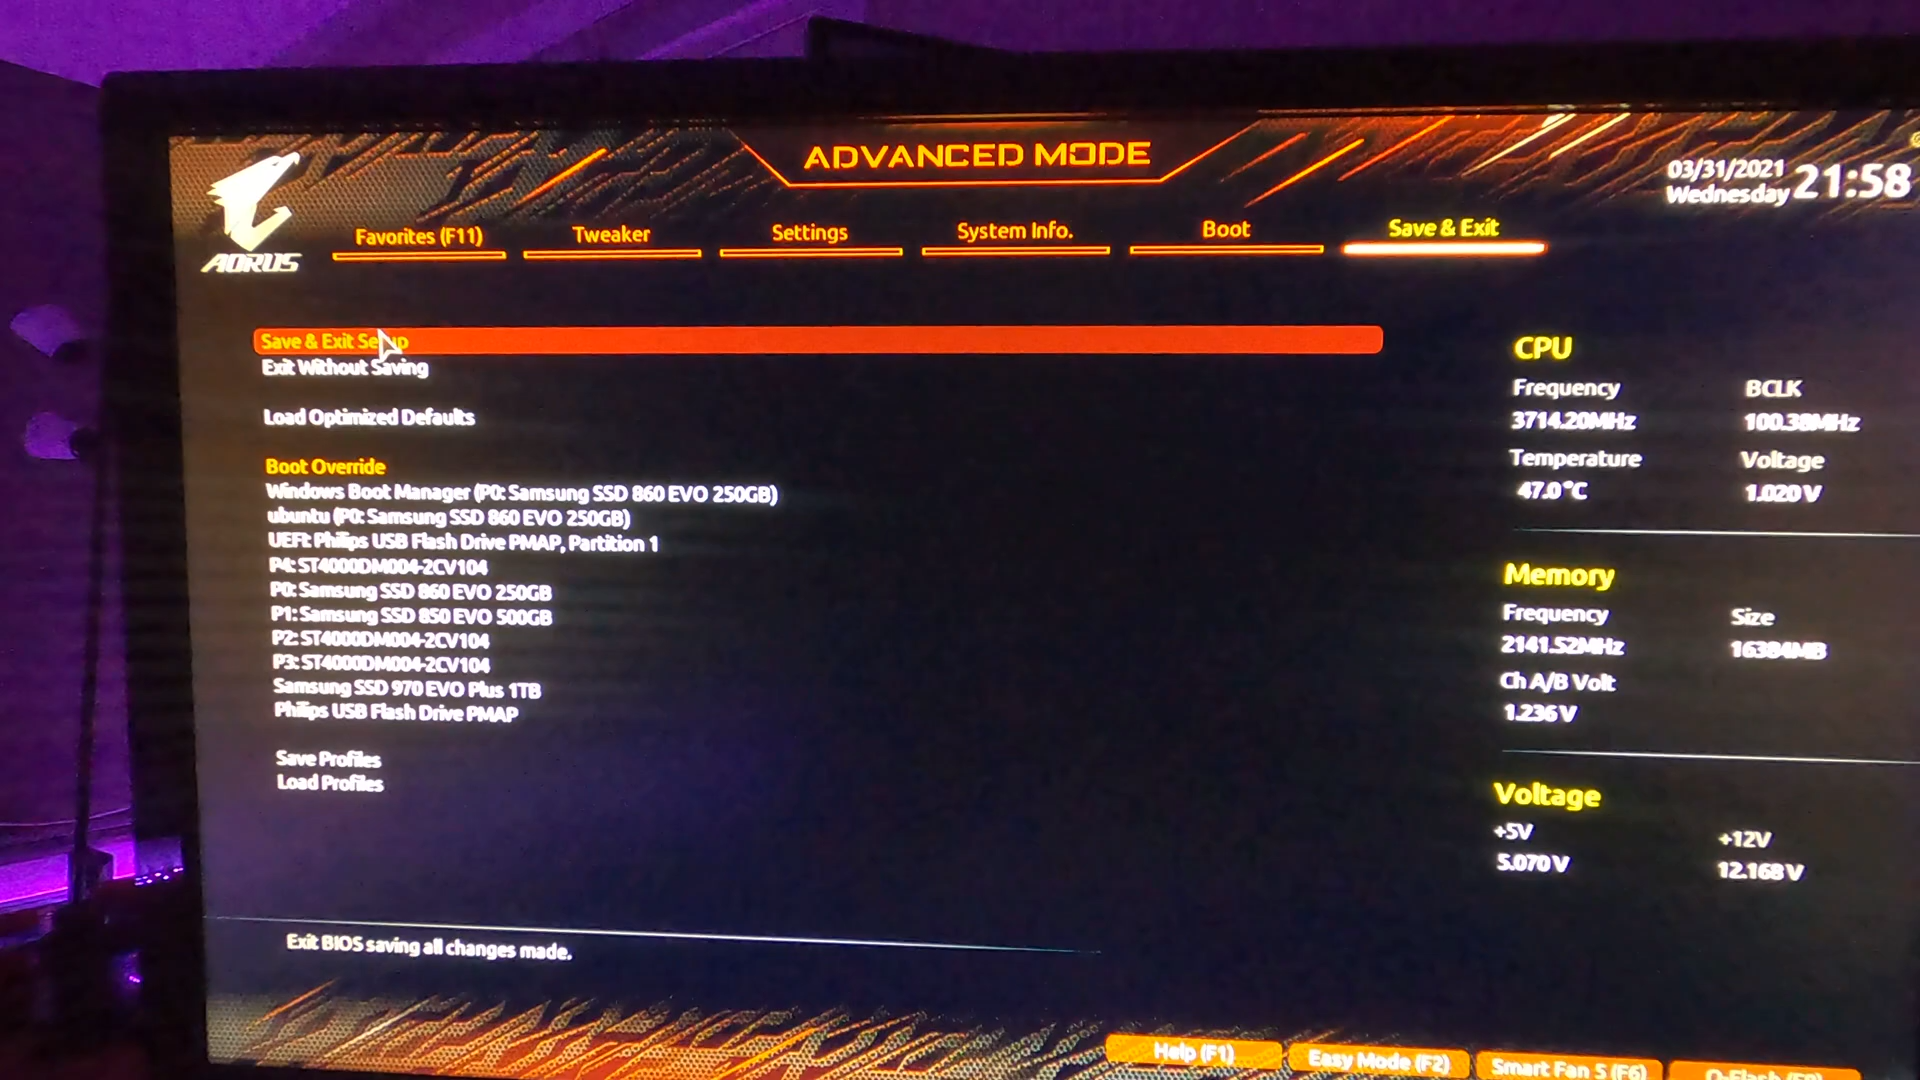 ADVANCED MODE
03/31/2021
Wednesday
21:58
AORUS
Favorites (F11)
Tweaker
Settings
System Info.
Boot
Save & Exit
Save & Exit Setup
Exit Without Saving
Load Optimized Defaults
Boot Override
Windows Boot Manager (P0: Samsung SSD 860 EVO 250GB)
ubuntu (P0: Samsung SSD 860 EVO 250GB)
UEFI: Philips USB Flash Drive PMAP, Partition 1
P4: ST4000DM004-2CV104
P0: Samsung SSD 860 EVO 250GB
P1: Samsung SSD 850 EVO 500GB
P2: ST4000DM004-2CV104
P3: ST4000DM004-2CV104
Samsung SSD 970 EVO Plus 1TB
Philips USB Flash Drive PMAP
Save Profiles
Load Profiles
Exit BIOS saving all changes made.
CPU
Frequency BCLK
3714.20MHz 100.38MHz
Temperature Voltage
47.0°C 1.020 V
Memory
Frequency Size
2141.52MHz 16384MB
Ch A/B Volt
1.236 V
Voltage
+5V +12V
5.070 V 12.168 V
Help (F1)
Easy Mode (F2)
Smart Fan 5 (F6)
Q-Flash (F8)